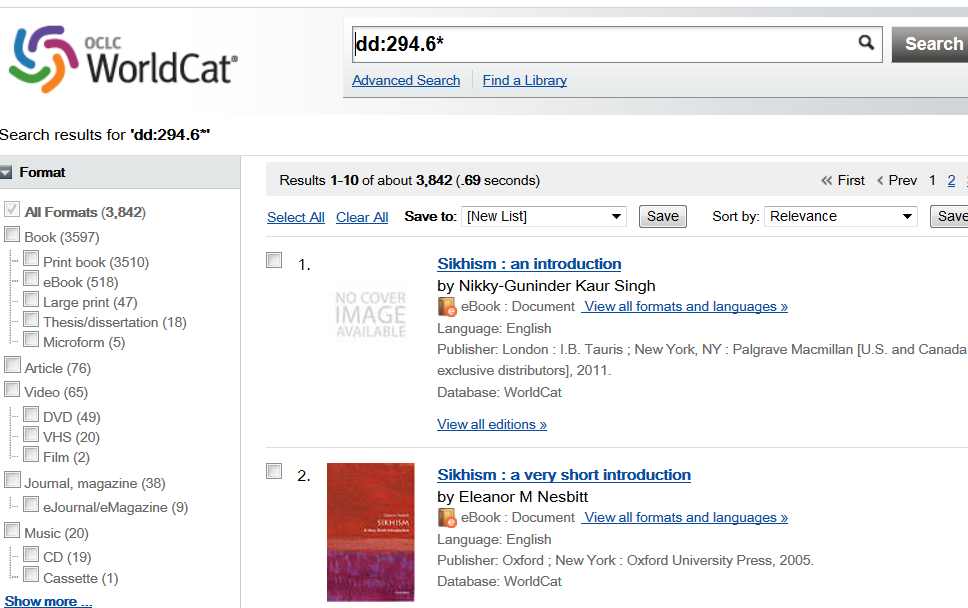 OCLC
WorldCat®
dd:294.6*
Search
Advanced Search
Find a Library
Search results for 'dd:294.6*'
Format
All Formats (3,842)
Book (3597)
Print book (3510)
eBook (518)
Large print (47)
Thesis/dissertation (18)
Microform (5)
Article (76)
Video (65)
DVD (49)
VHS (20)
Film (2)
Journal, magazine (38)
eJournal/eMagazine (9)
Music (20)
CD (19)
Cassette (1)
Show more ...
Results 1-10 of about 3,842 (.69 seconds)
« First ‹ Prev 1 2
Select All Clear All Save to: [New List] Save Sort by: Relevance Save
1.
NO COVER
IMAGE
AVAILABLE
Sikhism : an introduction
by Nikky-Guninder Kaur Singh
eBook : Document View all formats and languages »
Language: English
Publisher: London : I.B. Tauris ; New York, NY : Palgrave Macmillan [U.S. and Canada
exclusive distributors], 2011.
Database: WorldCat
View all editions »
2.
SIKHISM
Sikhism : a very short introduction
by Eleanor M Nesbitt
eBook : Document View all formats and languages »
Language: English
Publisher: Oxford ; New York : Oxford University Press, 2005.
Database: WorldCat